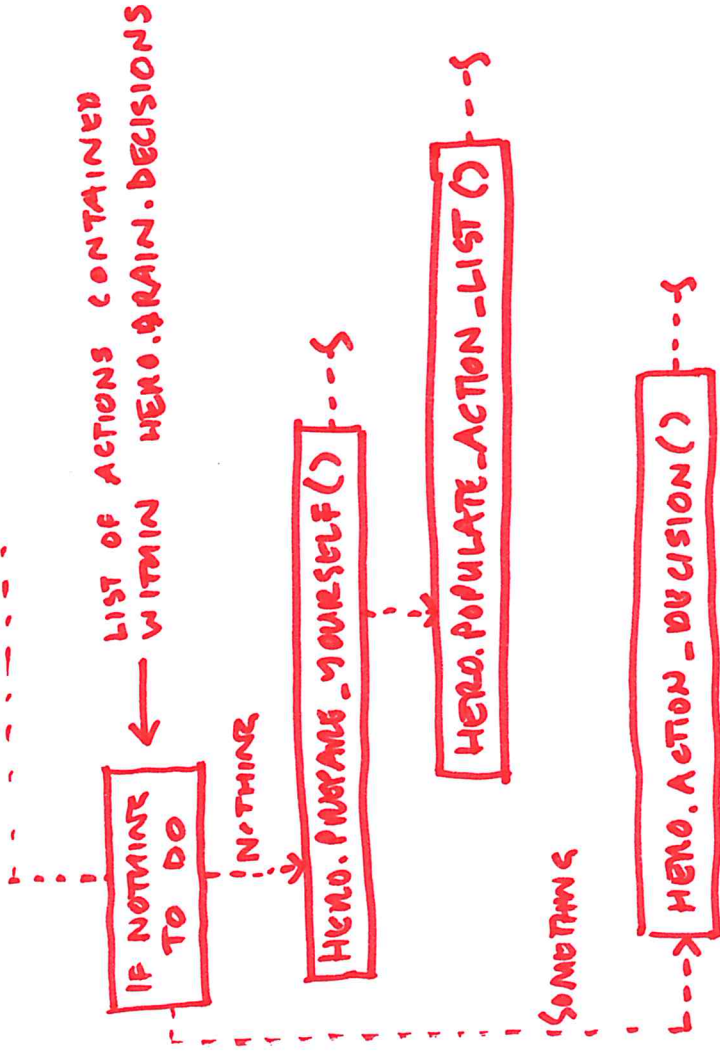 LIST OF ACTIONS CONTAINED
WITHIN HERO.BRAIN.DECISIONS
IF NOTHING
TO DO
NOTHING
HERO.PREPARE_YOURSELF()
HERO.POPULATE_ACTION_LIST()
SOMETHING
HERO.ACTION_DECISION()